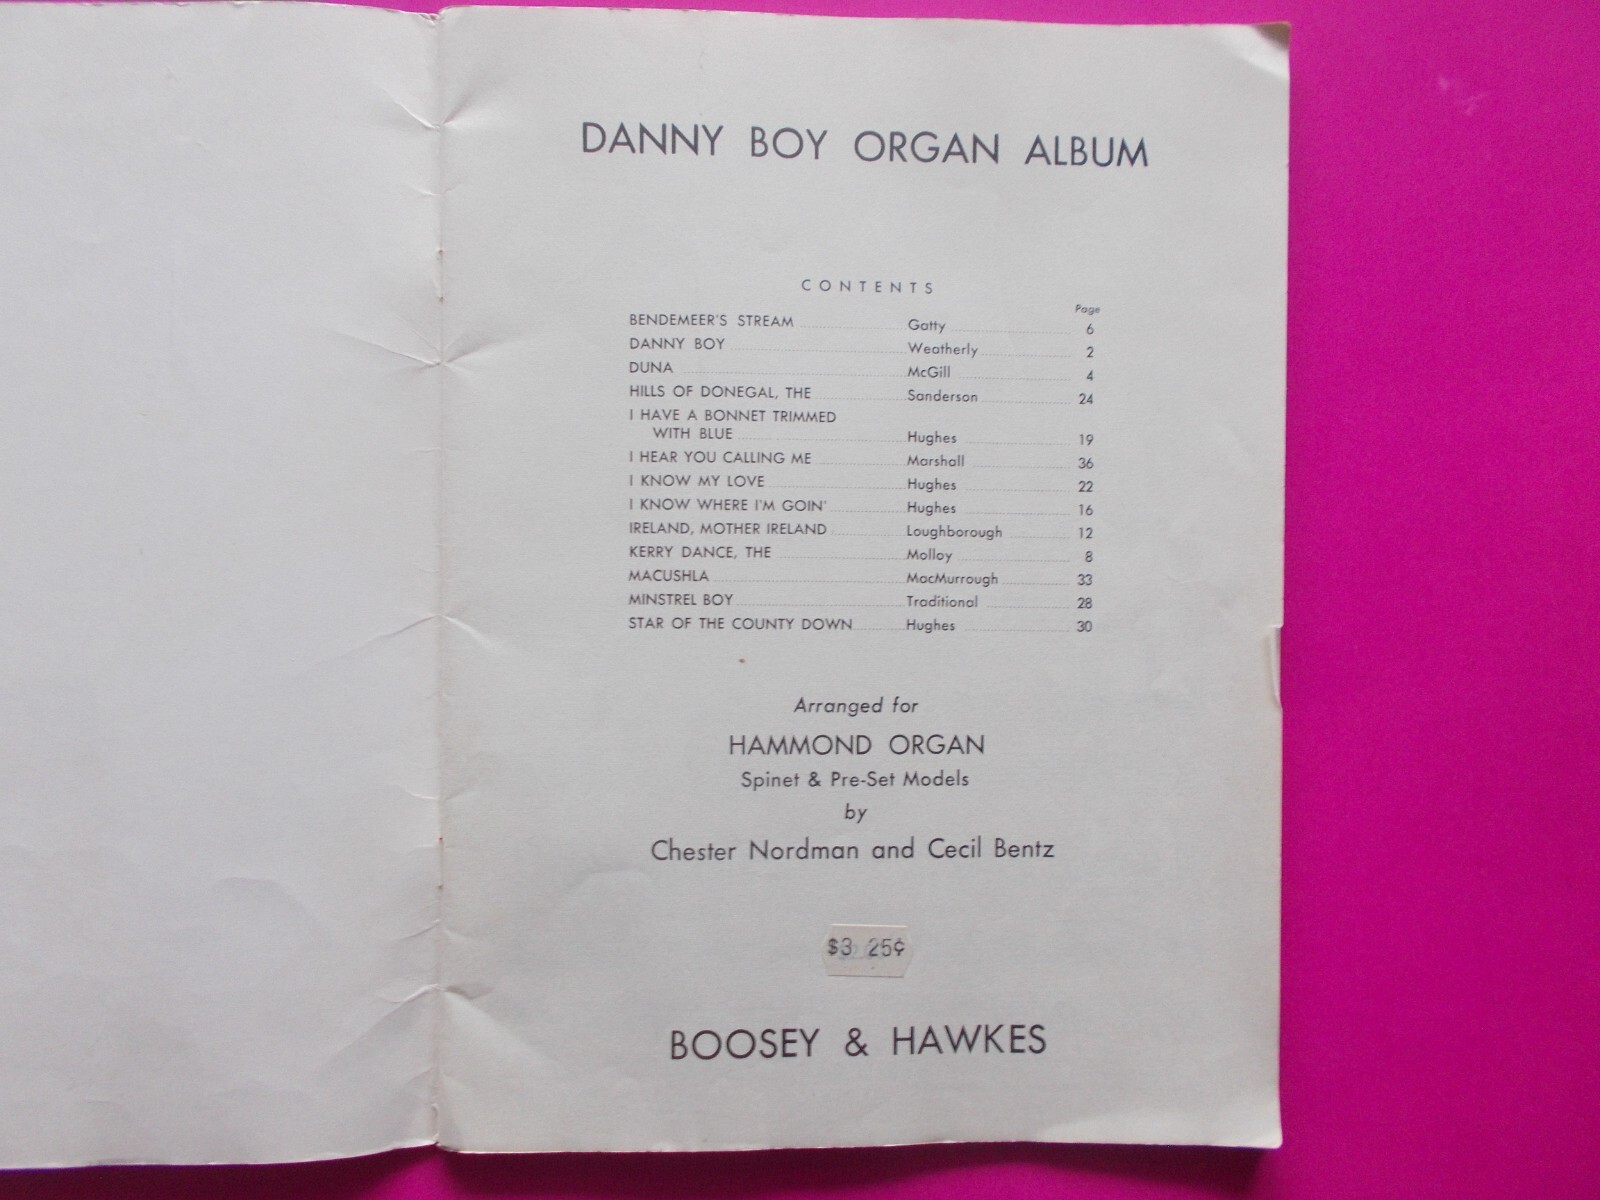 DANNY BOY ORGAN ALBUM
CONTENTS
Page
BENDEMEER'S STREAM Gatty 6
DANNY BOY Weatherly 2
DUNA McGill 4
HILLS OF DONEGAL, THE Sanderson 24
I HAVE A BONNET TRIMMED
WITH BLUE Hughes 19
I HEAR YOU CALLING ME Marshall 36
I KNOW MY LOVE Hughes 22
I KNOW WHERE I'M GOIN' Hughes 16
IRELAND, MOTHER IRELAND Loughborough 12
KERRY DANCE, THE Molloy 8
MACUSHLA MacMurrough 33
MINSTREL BOY Traditional 28
STAR OF THE COUNTY DOWN Hughes 30
Arranged for
HAMMOND ORGAN
Spinet & Pre-Set Models
by
Chester Nordman and Cecil Bentz
$3 25¢
BOOSEY & HAWKES